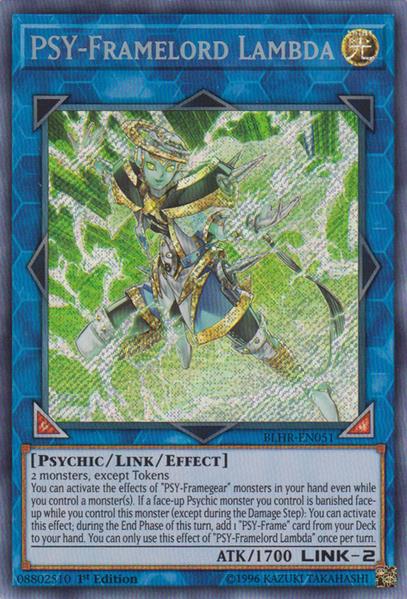 PSY-FRAMELORD LAMBDA
光
BLHR-EN051
[PSYCHIC/LINK/EFFECT]
2 monsters, except Tokens
You can activate the effects of "PSY-Framegear" monsters in your hand even while
you control a monster(s). If a face-up Psychic monster you control is banished face-
up while you control this monster (except during the Damage Step): You can activate
this effect; during the End Phase of this turn, add 1 "PSY-Frame" card from your Deck
to your hand. You can only use this effect of "PSY-Framelord Lambda" once per turn.
ATK/1700 LINK-2
08802510 1st Edition ©1996 KAZUKI TAKAHASHI